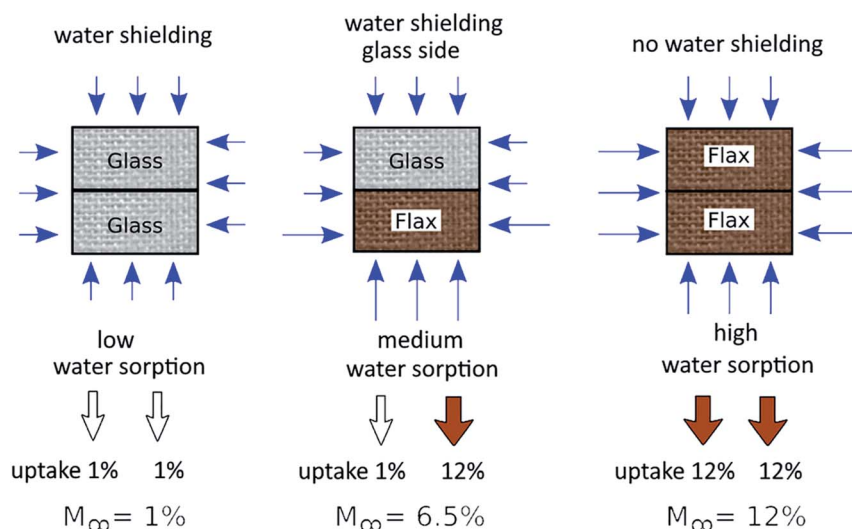 water shielding
Glass
Glass
low
water sorption
uptake 1% 1%
M∞= 1%
water shielding
glass side
Glass
Flax
medium
water sorption
uptake 1% 12%
M∞= 6.5%
no water shielding
Flax
Flax
high
water sorption
uptake 12% 12%
M∞= 12%